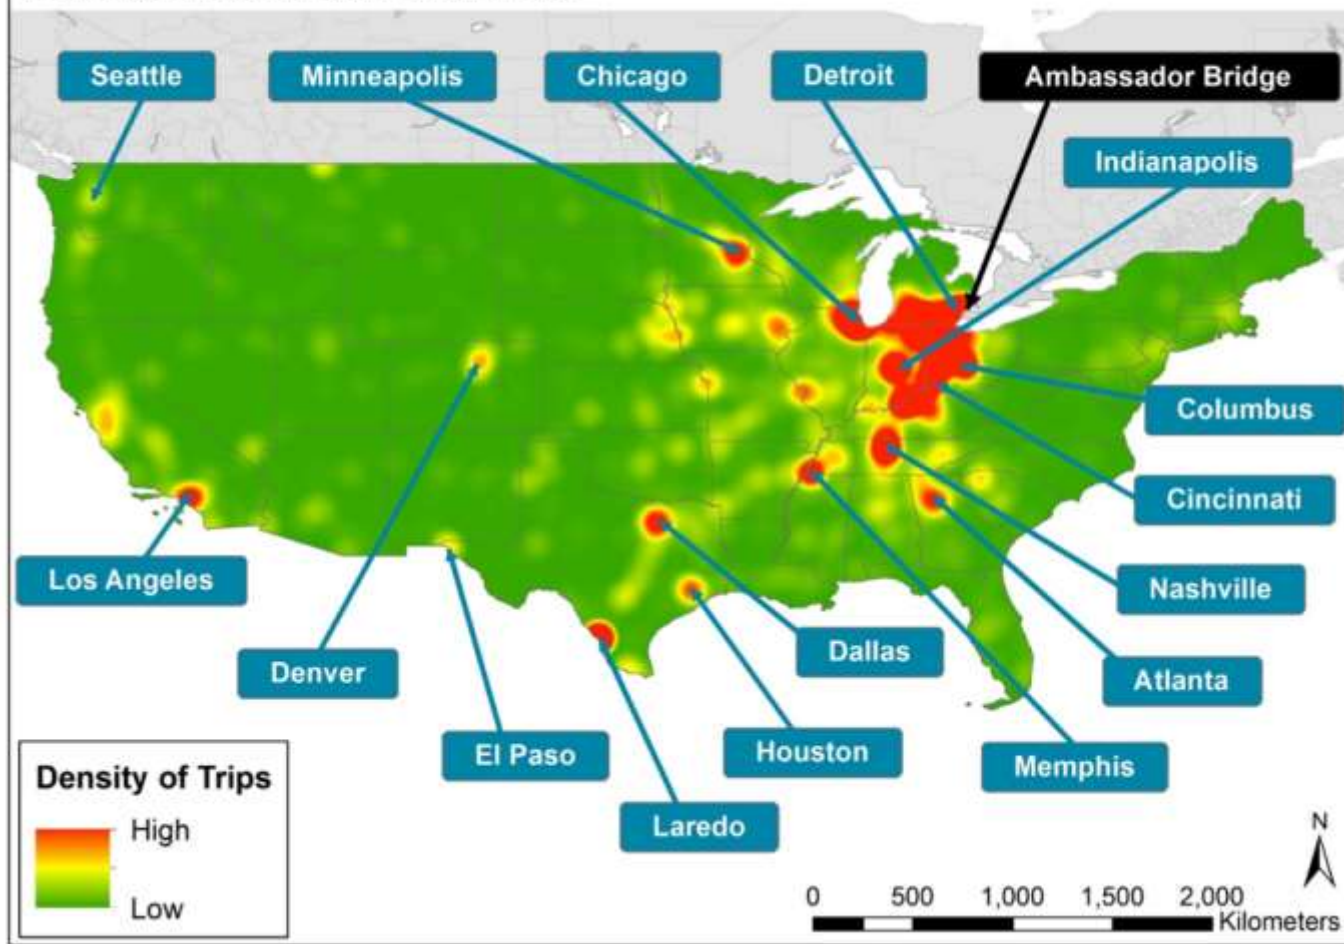 Seattle
Minneapolis
Chicago
Detroit
Ambassador Bridge
Indianapolis
Columbus
Cincinnati
Los Angeles
Nashville
Dallas
Denver
Atlanta
El Paso
Houston
Memphis
Laredo
Density of Trips
High
Low
N
0 500 1,000 1,500 2,000
Kilometers